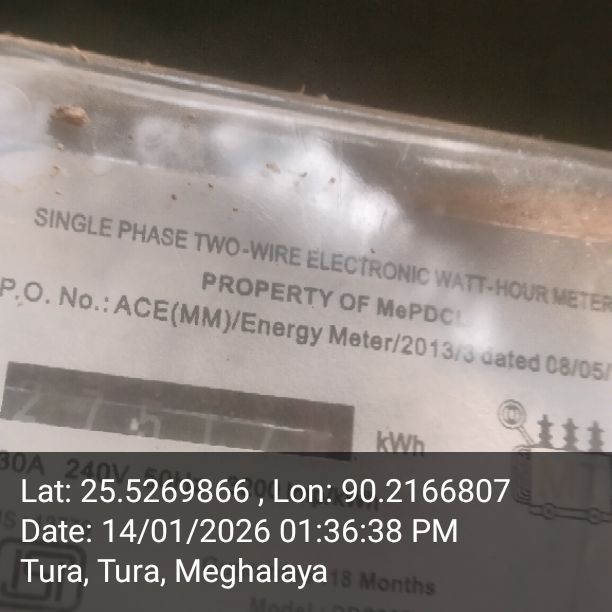 SINGLE PHASE TWO-WIRE ELECTRONIC WATT-HOUR METER
PROPERTY OF MePDCL
P.O. No.: ACE(MM)/Energy Meter/2013/3 dated 08/05/
kWh
30A 240V
Lat: 25.5269866 , Lon: 90.2166807
Date: 14/01/2026 01:36:38 PM
Tura, Tura, Meghalaya
18 Months